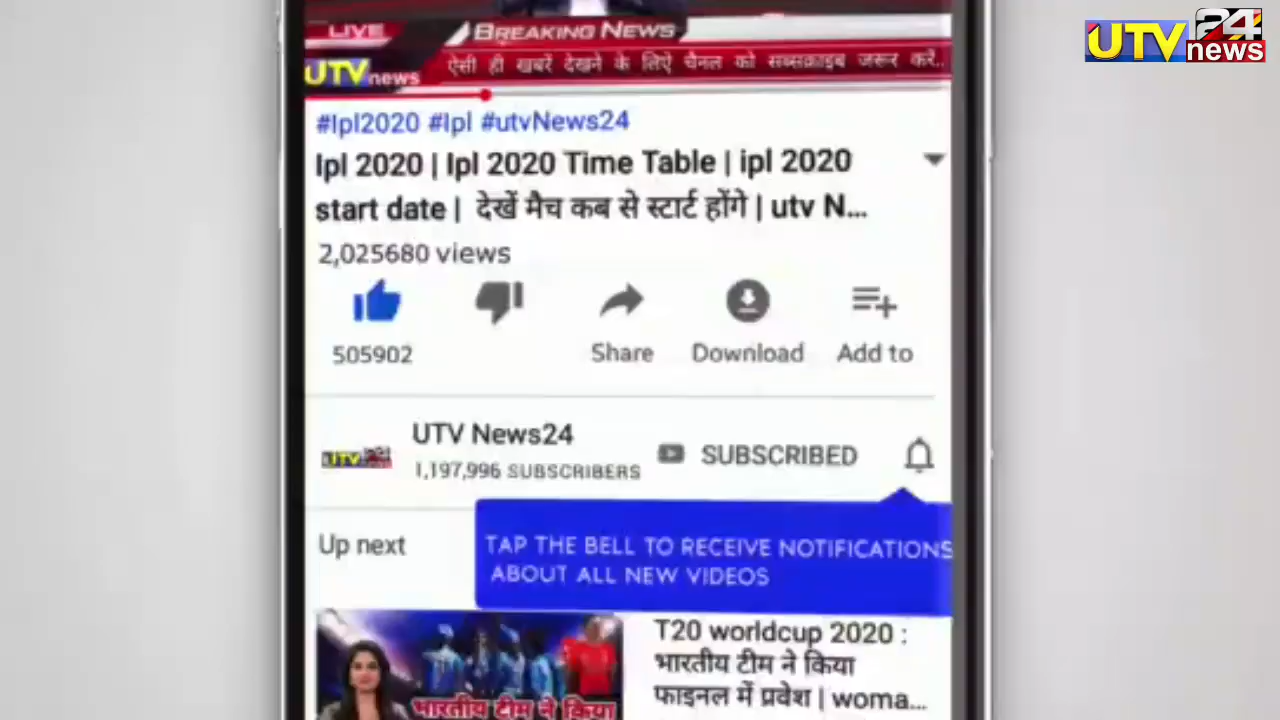 UTV 24 news
LIVE BREAKING NEWS
UTV news ऐसी ही खबरें देखने के लिऐ चैनल को सब्सक्राइब जरूर करें..
#Ipl2020 #Ipl #utvNews24
Ipl 2020 | Ipl 2020 Time Table | ipl 2020
start date | देखें मैच कब से स्टार्ट होंगे | utv N...
2,025680 views
505902 Share Download Add to
UTV News24
1,197,996 SUBSCRIBERS
SUBSCRIBED
TAP THE BELL TO RECEIVE NOTIFICATIONS
ABOUT ALL NEW VIDEOS
Up next
भारतीय टीम ने किया
T20 worldcup 2020 :
भारतीय टीम ने किया
फाइनल में प्रवेश | woma...